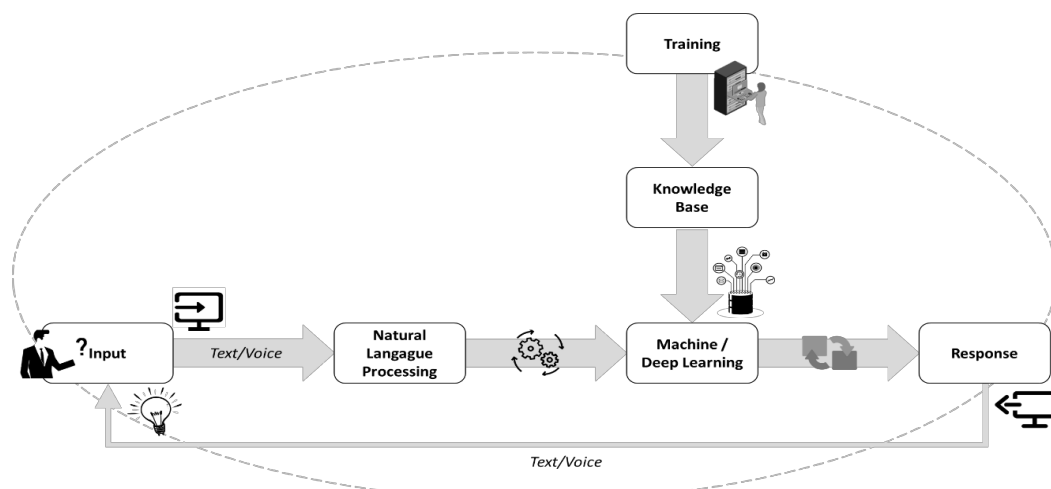 Training
Knowledge
Base
?Input
Text/Voice
Natural
Langague
Processing
Machine /
Deep Learning
Response
Text/Voice